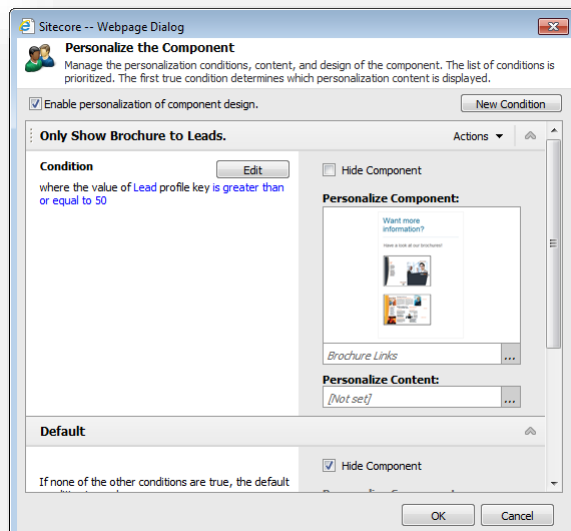 Sitecore -- Webpage Dialog
Personalize the Component
Manage the personalization conditions, content, and design of the component. The list of conditions is
prioritized. The first true condition determines which personalization content is displayed.
Enable personalization of component design.
New Condition
Only Show Brochure to Leads.
Actions
Condition
Edit
where the value of Lead profile key is greater than
or equal to 50
Hide Component
Personalize Component:
Want more
information?
Have a look at our brochures!
Brochure Links
...
Personalize Content:
[Not set]
...
Default
Hide Component
If none of the other conditions are true, the default
OK
Cancel